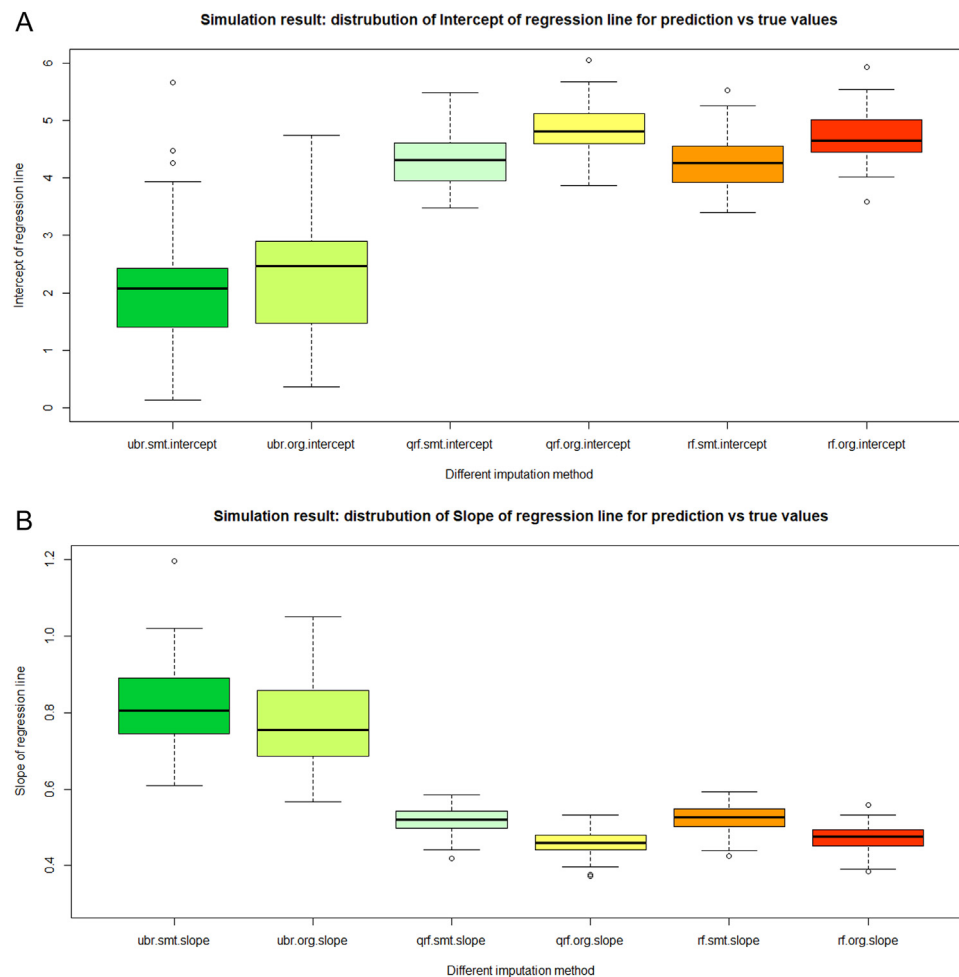 A
Simulation result: distrubution of Intercept of regression line for prediction vs true values
Intercept of regression line
6
5
4
3
2
1
0
ubr.smt.intercept
ubr.org.intercept
qrf.smt.intercept
qrf.org.intercept
rf.smt.intercept
rf.org.intercept
Different imputation method
B
Simulation result: distrubution of Slope of regression line for prediction vs true values
Slope of regression line
1.2
1.0
0.8
0.6
0.4
ubr.smt.slope
ubr.org.slope
qrf.smt.slope
qrf.org.slope
rf.smt.slope
rf.org.slope
Different imputation method